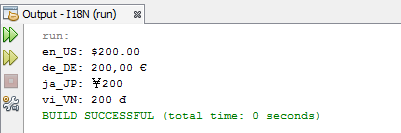 Output - I18N (run)
run:
en_US: $200.00
de_DE: 200,00 €
ja_JP: ¥200
vi_VN: 200 đ
BUILD SUCCESSFUL (total time: 0 seconds)